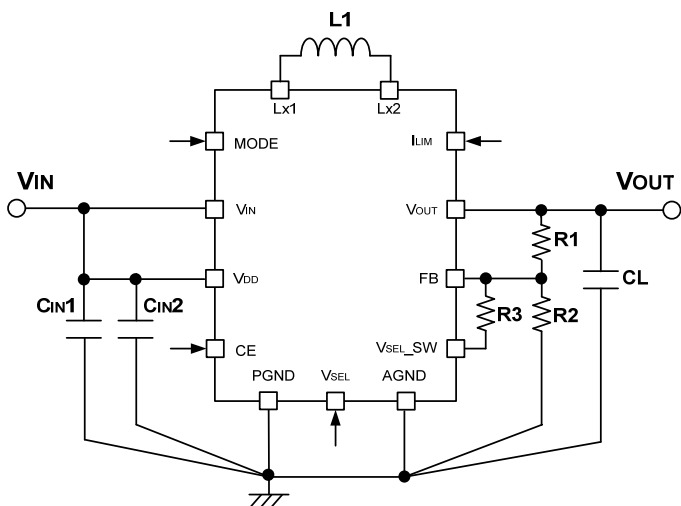 L1
Lx1
Lx2
MODE
ILIM
VIN
VIN
VOUT
VOUT
R1
VDD
FB
CL
CIN1
CIN2
R3
R2
CE
VSEL_SW
PGND
VSEL
AGND